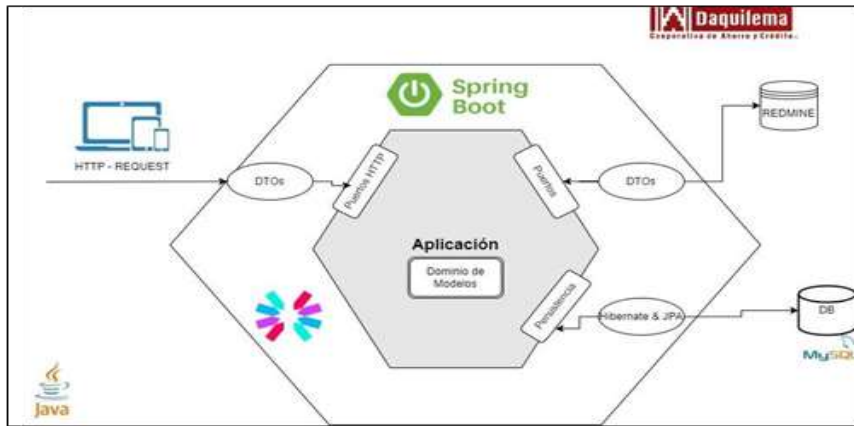 Daquilema
Cooperativa de Ahorro y Crédito
Spring
Boot
REDMINE
HTTP - REQUEST
DTOs
Puertos HTTP
Puertos
DTOs
Aplicación
Dominio de
Modelos
Persistencia
Hibernate & JPA
DB
MySQL
Java